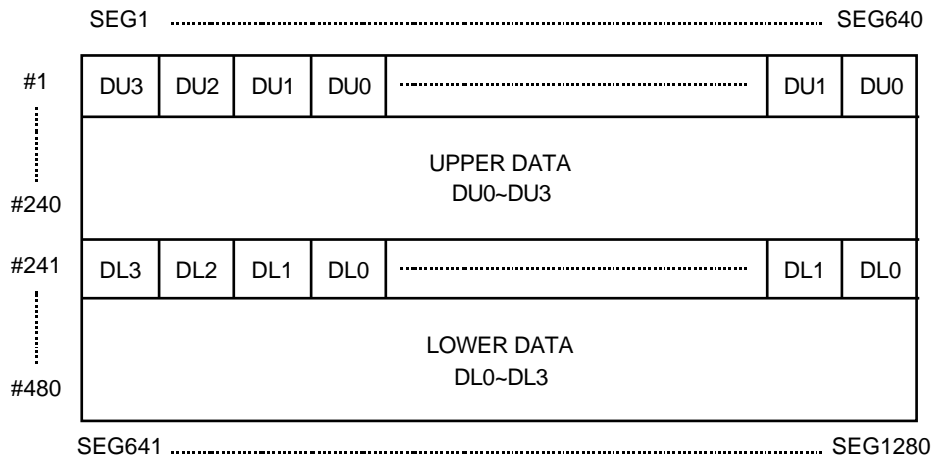 SEG1 SEG640
#1 DU3 DU2 DU1 DU0 DU1 DU0
UPPER DATA
DU0~DU3
#240
#241 DL3 DL2 DL1 DL0 DL1 DL0
LOWER DATA
DL0~DL3
#480
SEG641 SEG1280